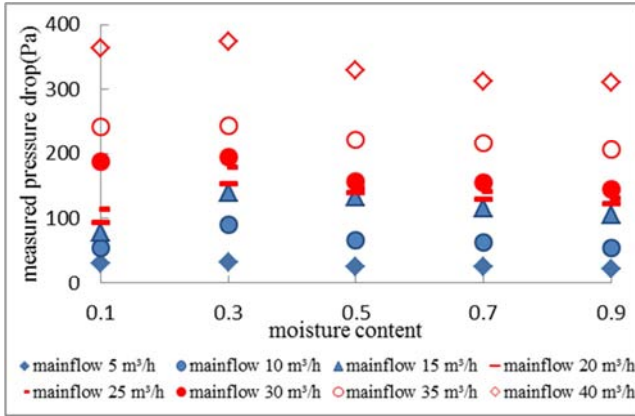 measured pressure drop(Pa)
400
300
200
100
0
0.1 0.3 0.5 0.7 0.9
moisture content
mainflow 5 m³/h mainflow 10 m³/h mainflow 15 m³/h mainflow 20 m³/h
mainflow 25 m³/h mainflow 30 m³/h mainflow 35 m³/h mainflow 40 m³/h